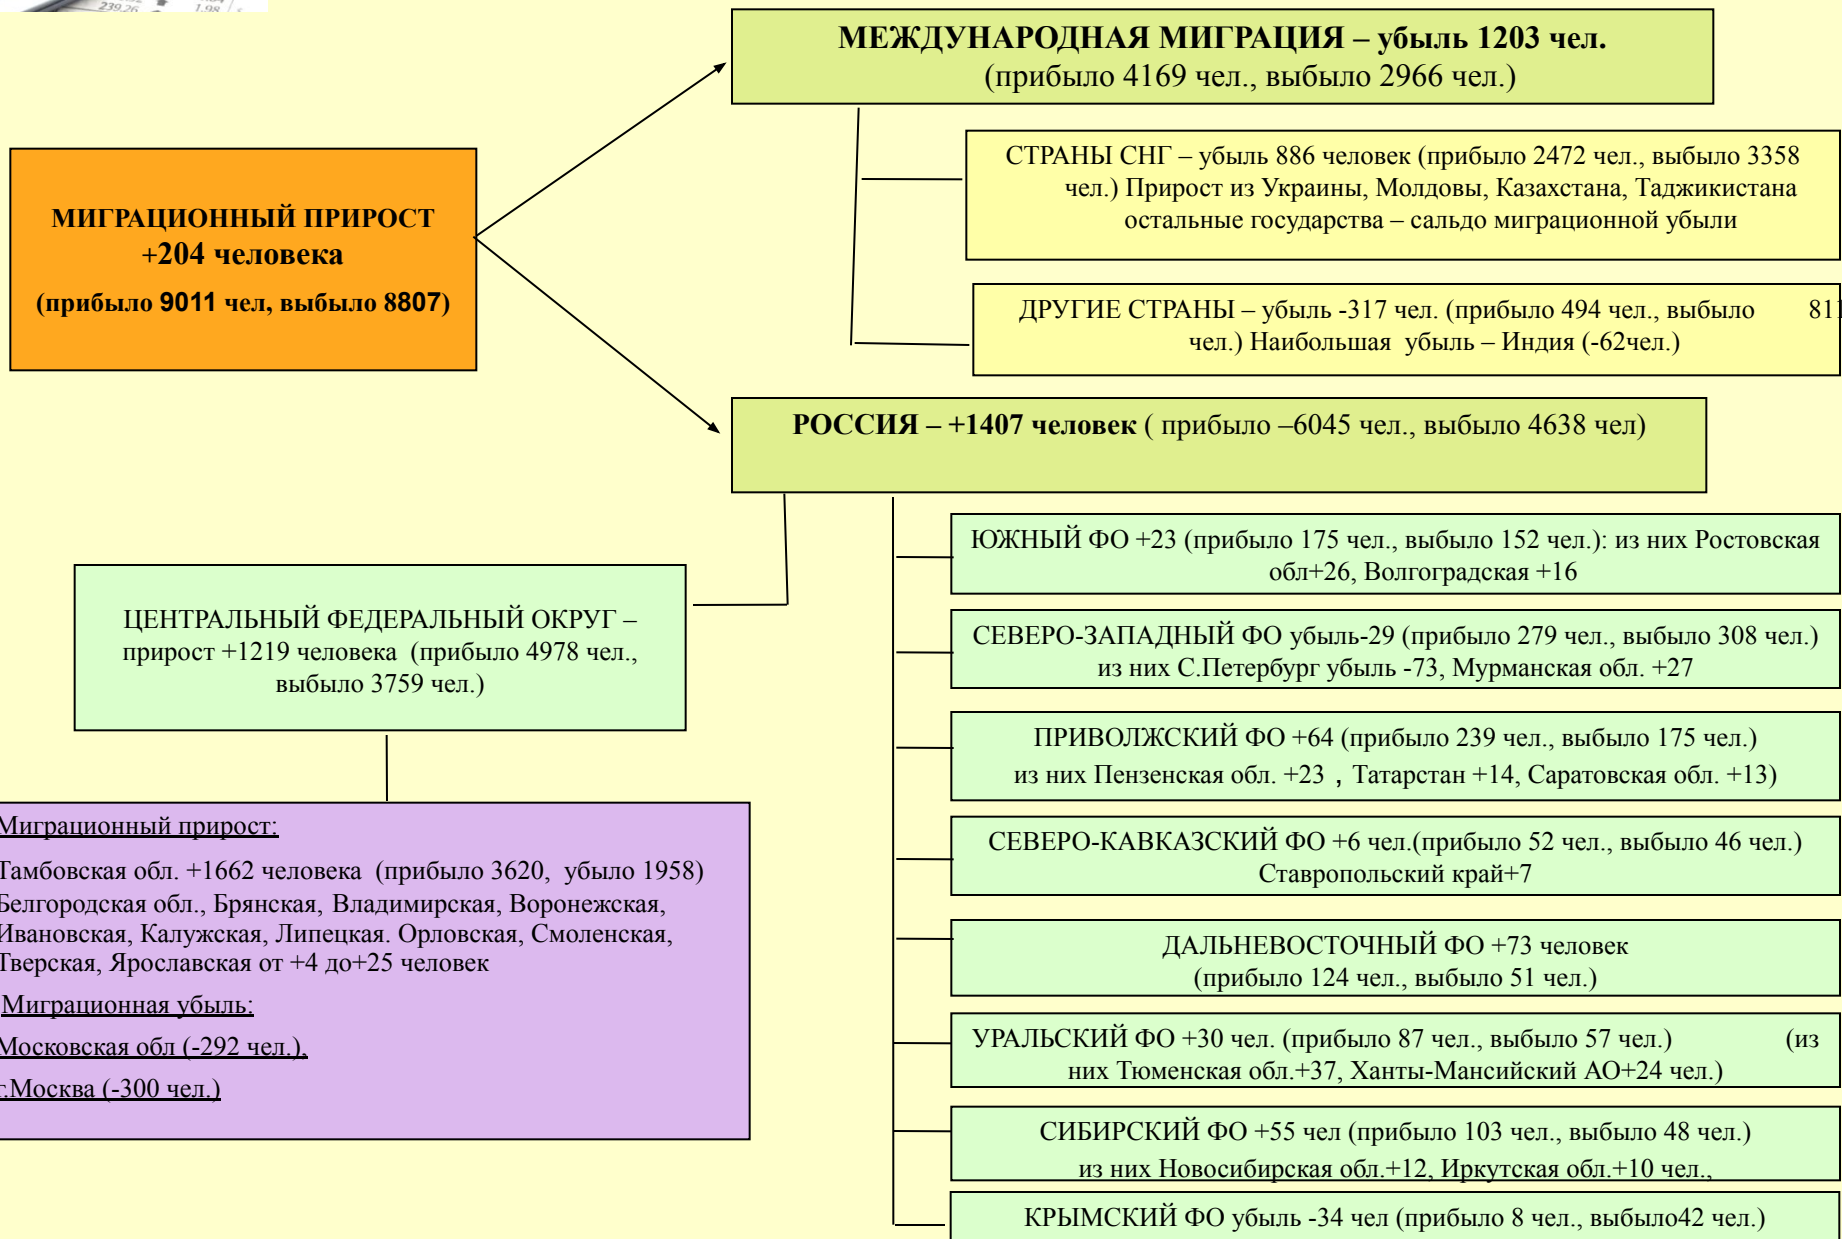 239.26
1.98
МЕЖДУНАРОДНАЯ МИГРАЦИЯ – убыль 1203 чел.
(прибыло 4169 чел., выбыло 2966 чел.)
СТРАНЫ СНГ – убыль 886 человек (прибыло 2472 чел., выбыло 3358
чел.) Прирост из Украины, Молдовы, Казахстана, Таджикистана
остальные государства – сальдо миграционной убыли
МИГРАЦИОННЫЙ ПРИРОСТ
+204 человека
(прибыло 9011 чел, выбыло 8807)
ДРУГИЕ СТРАНЫ – убыль -317 чел. (прибыло 494 чел., выбыло 811
чел.) Наибольшая убыль – Индия (-62чел.)
РОССИЯ – +1407 человек ( прибыло –6045 чел., выбыло 4638 чел)
ЦЕНТРАЛЬНЫЙ ФЕДЕРАЛЬНЫЙ ОКРУГ –
прирост +1219 человека (прибыло 4978 чел.,
выбыло 3759 чел.)
Миграционный прирост:
Тамбовская обл. +1662 человека (прибыло 3620, убыло 1958)
Белгородская обл., Брянская, Владимирская, Воронежская,
Ивановская, Калужская, Липецкая. Орловская, Смоленская,
Тверская, Ярославская от +4 до+25 человек
Миграционная убыль:
Московская обл (-292 чел.),
г.Москва (-300 чел.)
ЮЖНЫЙ ФО +23 (прибыло 175 чел., выбыло 152 чел.): из них Ростовская
обл+26, Волгоградская +16
СЕВЕРО-ЗАПАДНЫЙ ФО убыль-29 (прибыло 279 чел., выбыло 308 чел.)
из них С.Петербург убыль -73, Мурманская обл. +27
ПРИВОЛЖСКИЙ ФО +64 (прибыло 239 чел., выбыло 175 чел.)
из них Пензенская обл. +23 , Татарстан +14, Саратовская обл. +13)
СЕВЕРО-КАВКАЗСКИЙ ФО +6 чел.(прибыло 52 чел., выбыло 46 чел.)
Ставропольский край+7
ДАЛЬНЕВОСТОЧНЫЙ ФО +73 человек
(прибыло 124 чел., выбыло 51 чел.)
УРАЛЬСКИЙ ФО +30 чел. (прибыло 87 чел., выбыло 57 чел.) (из
них Тюменская обл.+37, Ханты-Мансийский АО+24 чел.)
СИБИРСКИЙ ФО +55 чел (прибыло 103 чел., выбыло 48 чел.)
из них Новосибирская обл.+12, Иркутская обл.+10 чел.,
КРЫМСКИЙ ФО убыль -34 чел (прибыло 8 чел., выбыло42 чел.)